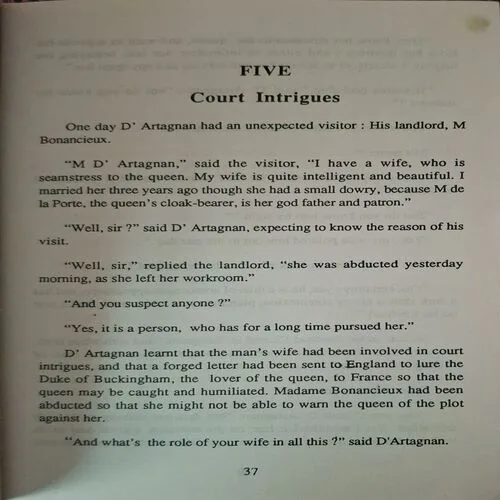 FIVE
Court Intrigues
One day D' Artagnan had an unexpected visitor : His landlord, M
Bonancieux.
"M D' Artagnan," said the visitor, "I have a wife, who is
seamstress to the queen. My wife is quite intelligent and beautiful. I
married her three years ago though she had a small dowry, because M de
la Porte, the queen's cloak-bearer, is her god father and patron."
"Well, sir ?" said D' Artagnan, expecting to know the reason of his
visit.
"Well, sir," replied the landlord, "she was abducted yesterday
morning, as she left her workroom."
"And you suspect anyone ?"
"Yes, it is a person, who has for a long time pursued her."
D' Artagnan learnt that the man's wife had been involved in court
intrigues, and that a forged letter had been sent to England to lure the
Duke of Buckingham, the lover of the queen, to France so that the
queen may be caught and humiliated. Madame Bonancieux had been
abducted so that she might not be able to warn the queen of the plot
against her.
"And what's the role of your wife in all this ?" said D'Artagnan.
37